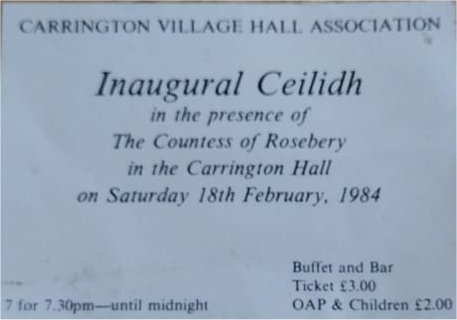 CARRINGTON VILLAGE HALL ASSOCIATION
Inaugural Ceilidh
in the presence of
The Countess of Rosebery
in the Carrington Hall
on Saturday 18th February, 1984
Buffet and Bar
Ticket £3.00
7 for 7.30pm—until midnight
OAP & Children £2.00